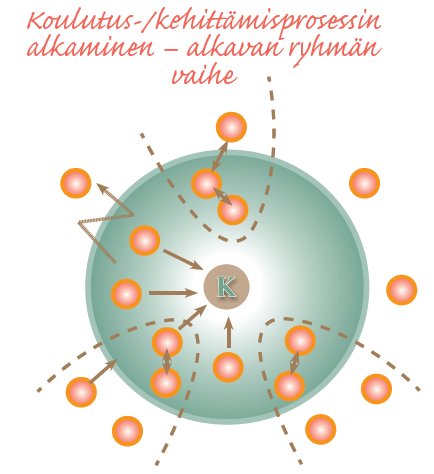 Koulutus-/kehittämisprosessin
alkaminen – alkavan ryhmän
vaihe
K